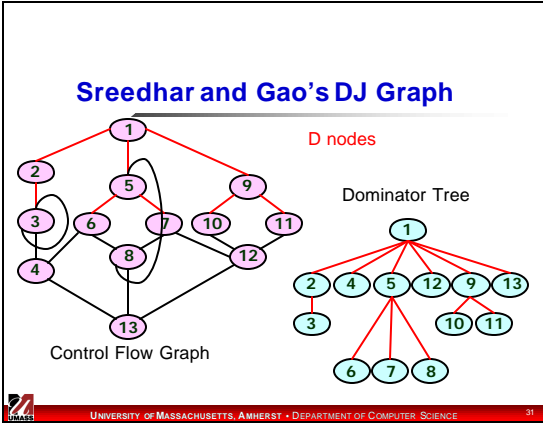 Sreedhar and Gao's DJ Graph
D nodes
1
2
5
9
3
6
7
10
11
4
8
12
13
Control Flow Graph
Dominator Tree
1
2 4 5 12 9 13
3 10 11
6 7 8
UMASS
UNIVERSITY OF MASSACHUSETTS, AMHERST • DEPARTMENT OF COMPUTER SCIENCE
31